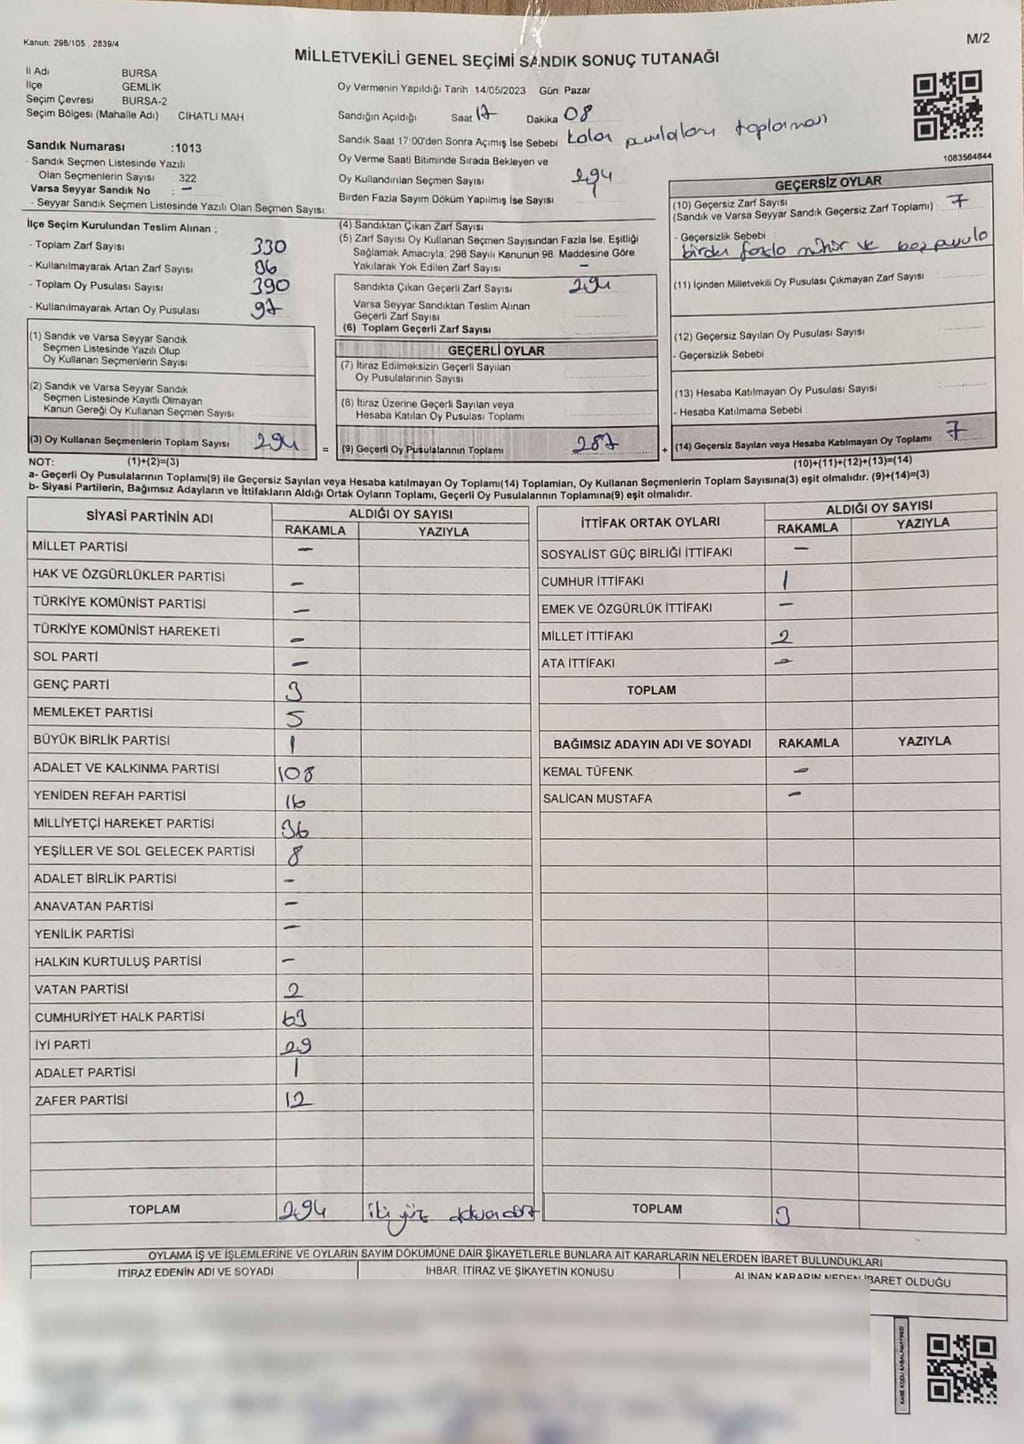 Kanun: 298/105 , 2839/4
M/2
MİLLETVEKİLİ GENEL SEÇİMİ SANDIK SONUÇ TUTANAĞI
İl Adı BURSA
İlçe GEMLİK
Seçim Çevresi BURSA-2
Seçim Bölgesi (Mahalle Adı) CİHATLI MAH
Sandık Numarası :1013
- Sandık Seçmen Listesinde Yazılı
Olan Seçmenlerin Sayısı 322
Varsa Seyyar Sandık No : –
- Seyyar Sandık Seçmen Listesinde Yazılı Olan Seçmen Sayısı:
Oy Vermenin Yapıldığı Tarih 14/05/2023 Gün Pazar
Sandığın Açıldığı Saat 17 Dakika 08
Sandık Saat 17:00'den Sonra Açımış İse Sebebi kalan pusulaların toplanması
Oy Verme Saati Bitiminde Sırada Bekleyen ve
Oy Kullandırılan Seçmen Sayısı 294
Birden Fazla Sayım Döküm Yapılmış İse Sayısı 1
1083564844
İlçe Seçim Kurulundan Teslim Alınan ;
- Toplam Zarf Sayısı 330
- Kullanılmayarak Artan Zarf Sayısı 36
- Toplam Oy Pusulası Sayısı 390
- Kullanılmayarak Artan Oy Pusulası 97
(1) Sandık ve Varsa Seyyar Sandık
Seçmen Listesinde Yazılı Olup
Oy Kullanan Seçmenlerin Sayısı
(2) Sandık ve Varsa Seyyar Sandık
Seçmen Listesinde Kayıtlı Olmayan
Kanun Gereği Oy Kullanan Seçmen Sayısı
(3) Oy Kullanan Seçmenlerin Toplam Sayısı 294 =
(4) Sandıktan Çıkan Zarf Sayısı
(5) Zarf Sayısı Oy Kullanan Seçmen Sayısından Fazla İse, Eşitliği
Sağlamak Amacıyla, 298 Sayılı Kanunun 98. Maddesine Göre
Yakılarak Yok Edilen Zarf Sayısı –
Sandıkta Çıkan Geçerli Zarf Sayısı 294
Varsa Seyyar Sandıktan Teslim Alınan
Geçerli Zarf Sayısı
(6) Toplam Geçerli Zarf Sayısı
GEÇERLİ OYLAR
(7) İtiraz Edilmeksizin Geçerli Sayılan
Oy Pusulalarının Sayısı
(8) İtiraz Üzerine Geçerli Sayılan veya
Hesaba Katılan Oy Pusulası Toplamı
(9) Geçerli Oy Pusulalarının Toplamı 287 +
GEÇERSİZ OYLAR
(10) Geçersiz Zarf Sayısı
(Sandık ve Varsa Seyyar Sandık Geçersiz Zarf Toplamı) 7
- Geçersizlik Sebebi
birden fazla mühür ve boş pusula
(11) İçinden Milletvekili Oy Pusulası Çıkmayan Zarf Sayısı
(12) Geçersiz Sayılan Oy Pusulası Sayısı
- Geçersizlik Sebebi
(13) Hesaba Katılmayan Oy Pusulası Sayısı
- Hesaba Katılmama Sebebi
(14) Geçersiz Sayılan veya Hesaba Katılmayan Oy Toplamı 7
NOT: (1)+(2)=(3) (10)+(11)+(12)+(13)=(14)
a- Geçerli Oy Pusulalarının Toplamı(9) ile Geçersiz Sayılan veya Hesaba katılmayan Oy Toplamı(14) Toplamları, Oy Kullanan Seçmenlerin Toplam Sayısına(3) eşit olmalıdır. (9)+(14)=(3)
b- Siyasi Partilerin, Bağımsız Adayların ve İttifakların Aldığı Ortak Oyların Toplamı, Geçerli Oy Pusulalarının Toplamına(9) eşit olmalıdır.
SİYASİ PARTİNİN ADI ALDIĞI OY SAYISI
RAKAMLA YAZIYLA
MİLLET PARTİSİ –
HAK VE ÖZGÜRLÜKLER PARTİSİ –
TÜRKİYE KOMÜNİST PARTİSİ –
TÜRKİYE KOMÜNİST HAREKETİ –
SOL PARTİ –
GENÇ PARTİ 3
MEMLEKET PARTİSİ 5
BÜYÜK BİRLİK PARTİSİ 1
ADALET VE KALKINMA PARTİSİ 108
YENİDEN REFAH PARTİSİ 16
MİLLİYETÇİ HAREKET PARTİSİ 36
YEŞİLLER VE SOL GELECEK PARTİSİ 8
ADALET BİRLİK PARTİSİ –
ANAVATAN PARTİSİ –
YENİLİK PARTİSİ –
HALKIN KURTULUŞ PARTİSİ –
VATAN PARTİSİ 2
CUMHURİYET HALK PARTİSİ 63
İYİ PARTİ 29
ADALET PARTİSİ 1
ZAFER PARTİSİ 12
TOPLAM 294 iki yüz doksan dört
İTTİFAK ORTAK OYLARI ALDIĞI OY SAYISI
RAKAMLA YAZIYLA
SOSYALİST GÜÇ BİRLİĞİ İTTİFAKI –
CUMHUR İTTİFAKI 1
EMEK VE ÖZGÜRLÜK İTTİFAKI –
MİLLET İTTİFAKI 2
ATA İTTİFAKI –
TOPLAM
BAĞIMSIZ ADAYIN ADI VE SOYADI RAKAMLA YAZIYLA
KEMAL TÜFENK –
SALİCAN MUSTAFA –
TOPLAM 3
OYLAMA İŞ VE İŞLEMLERİNE VE OYLARIN SAYIM DÖKÜMÜNE DAİR ŞİKAYETLERLE BUNLARA AİT KARARLARIN NELERDEN İBARET BULUNDUKLARI
İTİRAZ EDENİN ADI VE SOYADI İHBAR, İTİRAZ VE ŞİKAYETİN KONUSU ALINAN KARARIN NEDEN İBARET OLDUĞU